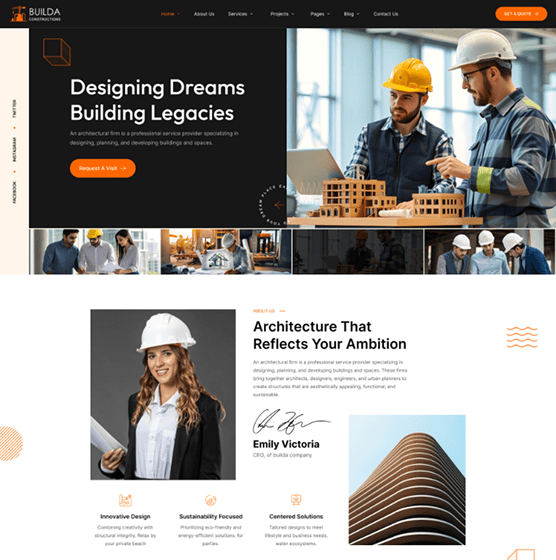 BUILDA
CONSTRUCTIONS
Home
About Us
Services
Projects
Pages
Blog
Contact Us
GET A QUOTE
TWITTER
INSTAGRAM
FACEBOOK
Designing Dreams
Building Legacies
An architectural firm is a professional service provider specializing in
designing, planning, and developing buildings and spaces.
Request A Visit
ABOUT US
Architecture That
Reflects Your Ambition
An architectural firm is a professional service provider specializing in
designing, planning, and developing buildings and spaces. These firms
bring together architects, designers, engineers, and urban planners to
create structures that are aesthetically appealing, functional, and
sustainable.
Emily Victoria
CEO, of builda company
Innovative Design
Combining creativity with
structural integrity, Relax by
your private beach
Sustainability Focused
Prioritizing eco-friendly and
energy-efficient solutions for
parties.
Centered Solutions
Tailored designs to meet
lifestyle and business needs.
water ecosystems.